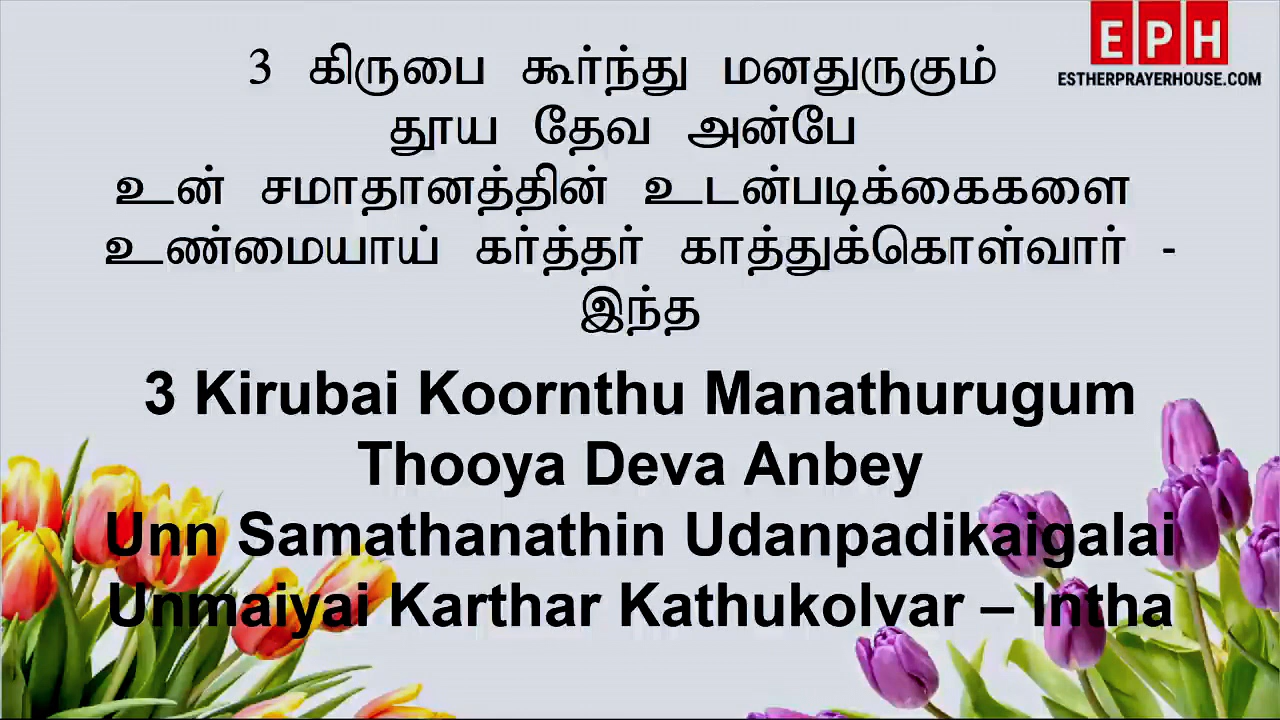 EPH
ESTHERPRAYERHOUSE.COM
3 கிருபை கூர்ந்து மனதுருகும்
தூய தேவ அன்பே
உன் சமாதானத்தின் உடன்படிக்கைகளை
உண்மையாய் கர்த்தர் காத்துக்கொள்வார் -
இந்த
3 Kirubai Koornthu Manathurugum
Thooya Deva Anbey
Unn Samathanathin Udanpadikaigalai
Unmaiyai Karthar Kathukolvar – Intha